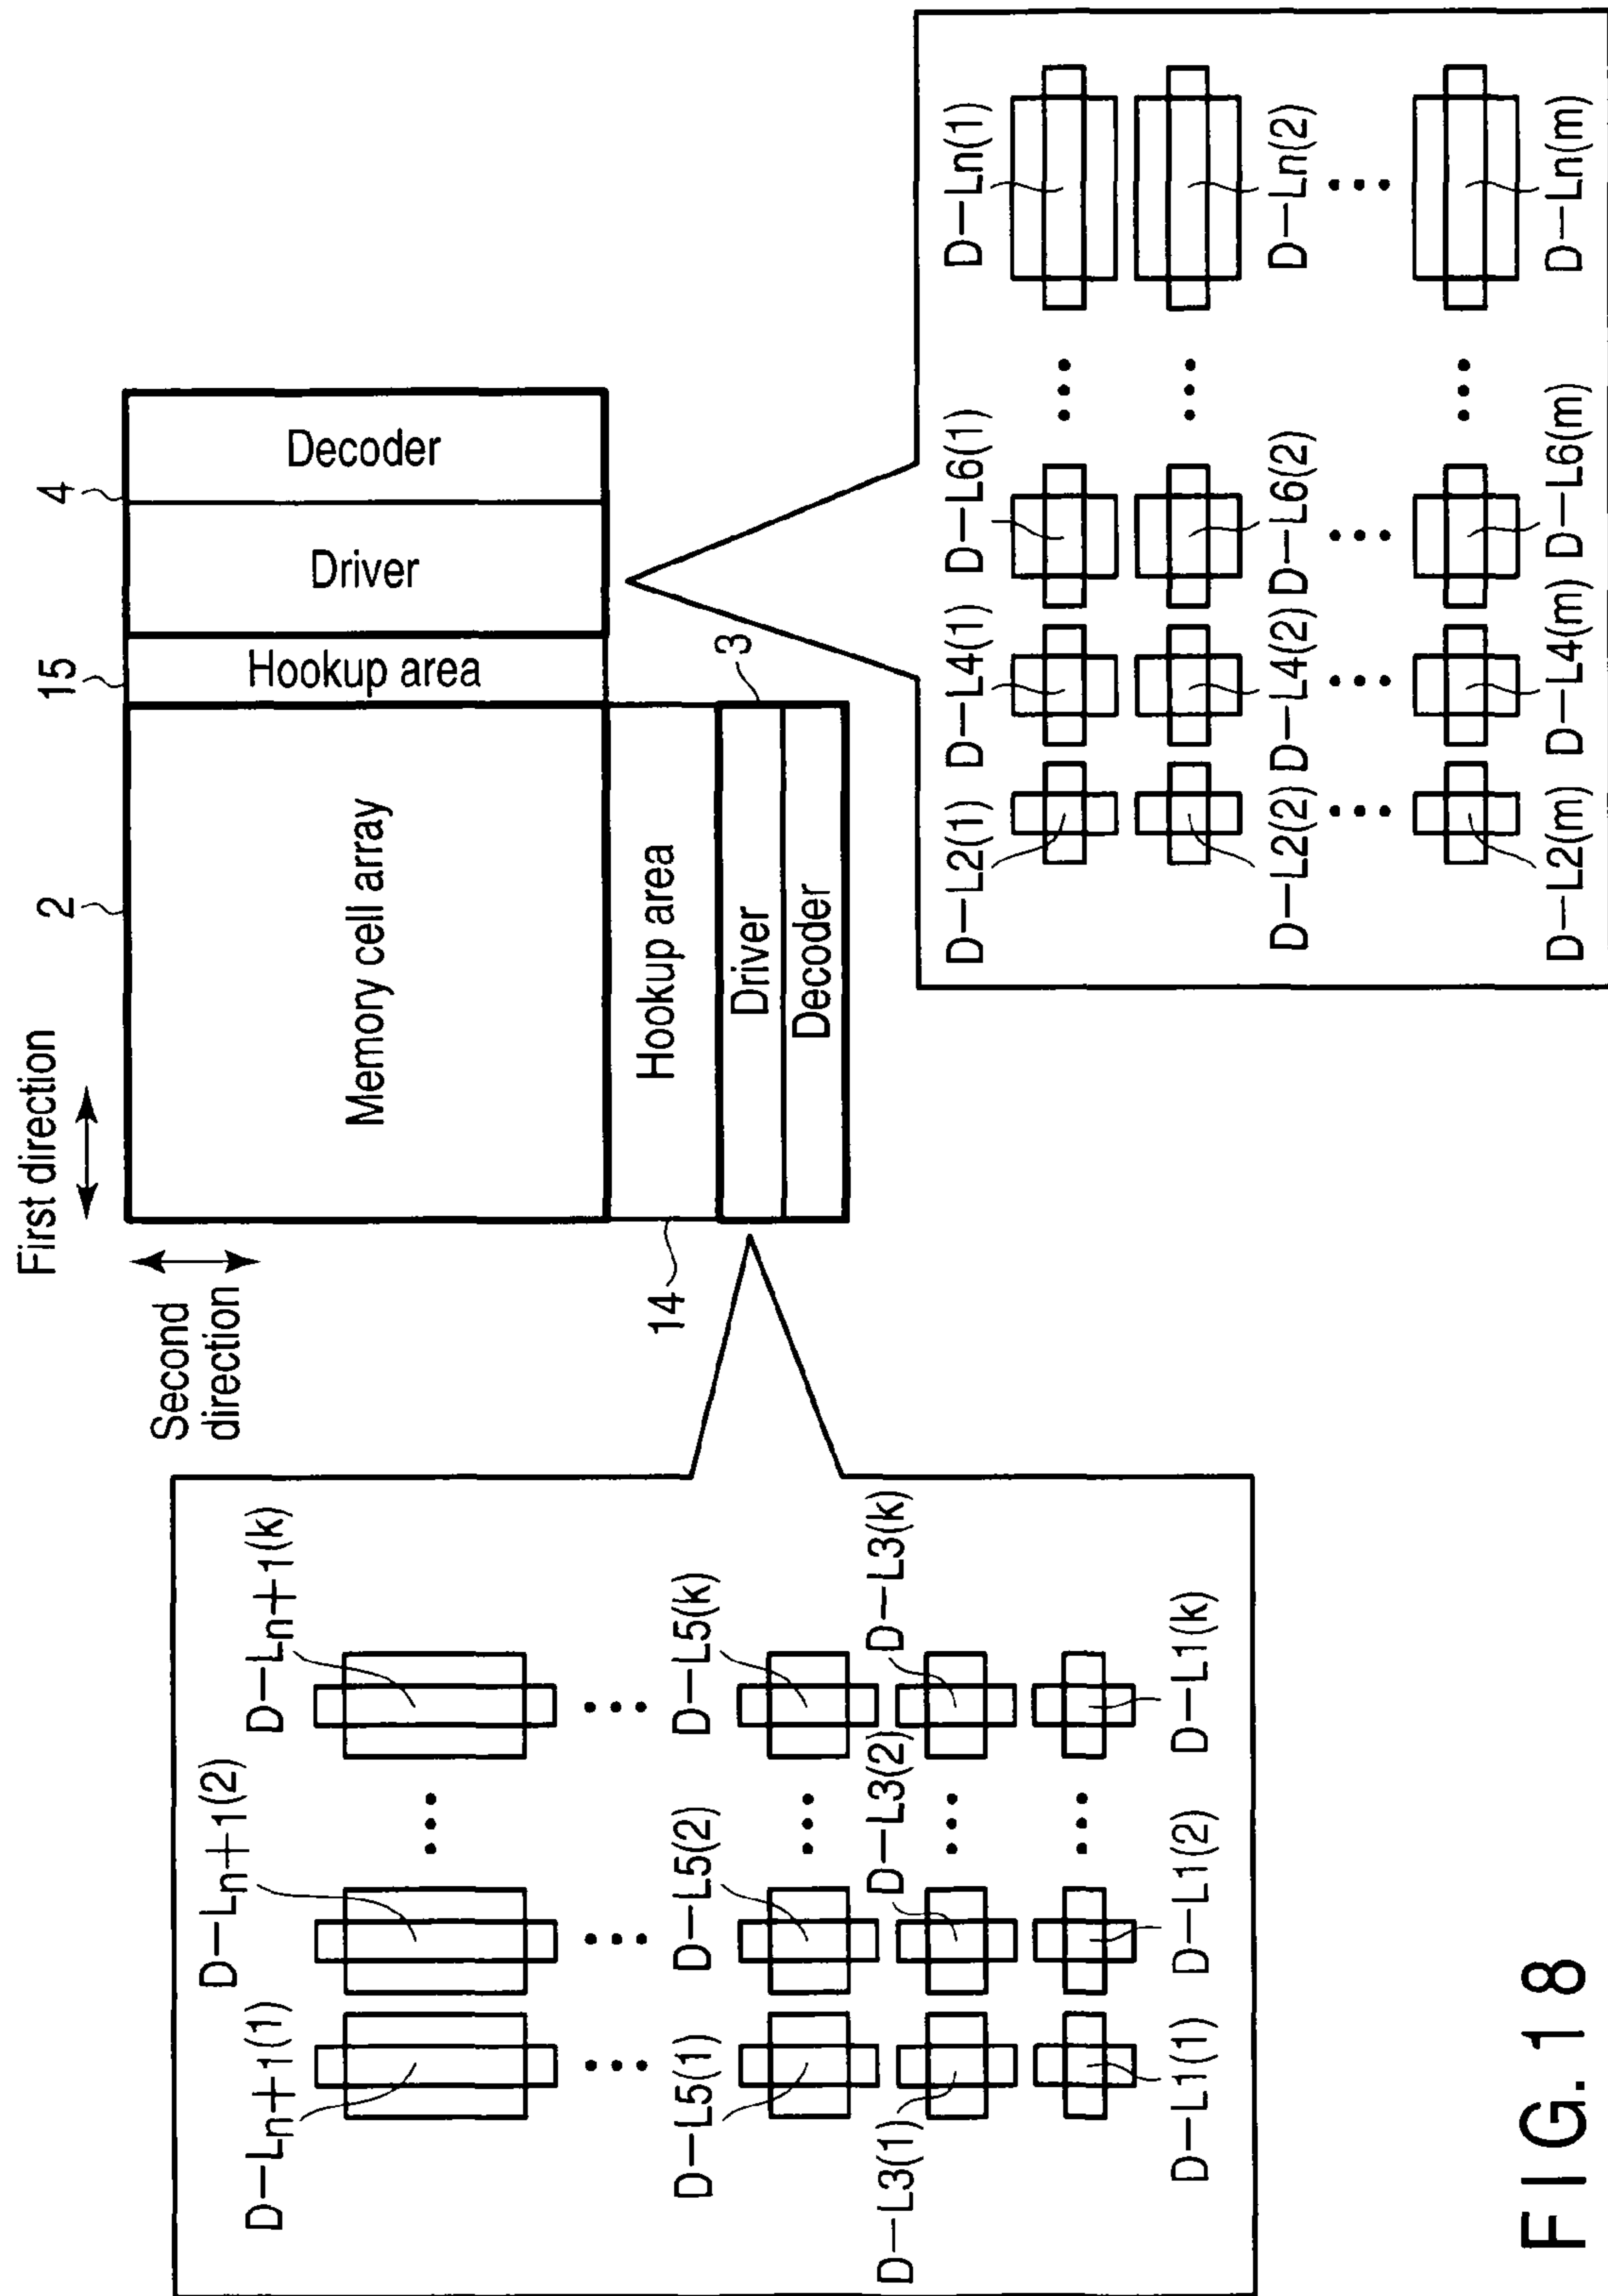 First direction
Second
direction
2
15
4
Memory cell array
Hookup area
Driver
Decoder
Hookup area
14
Driver
3
Decoder
D—Ln+1(1)
D—Ln+1(2)
D—Ln+1(k)
D—L5(1)
D—L5(2)
D—L5(k)
D—L3(1)
D—L3(2)
D—L3(k)
D—L1(1)
D—L1(2)
D—L1(k)
D—L2(1)
D—L4(1)
D—L6(1)
D—Ln(1)
D—L2(2)
D—L4(2)
D—L6(2)
D—Ln(2)
D—L2(m)
D—L4(m)
D—L6(m)
D—Ln(m)
FIG. 18